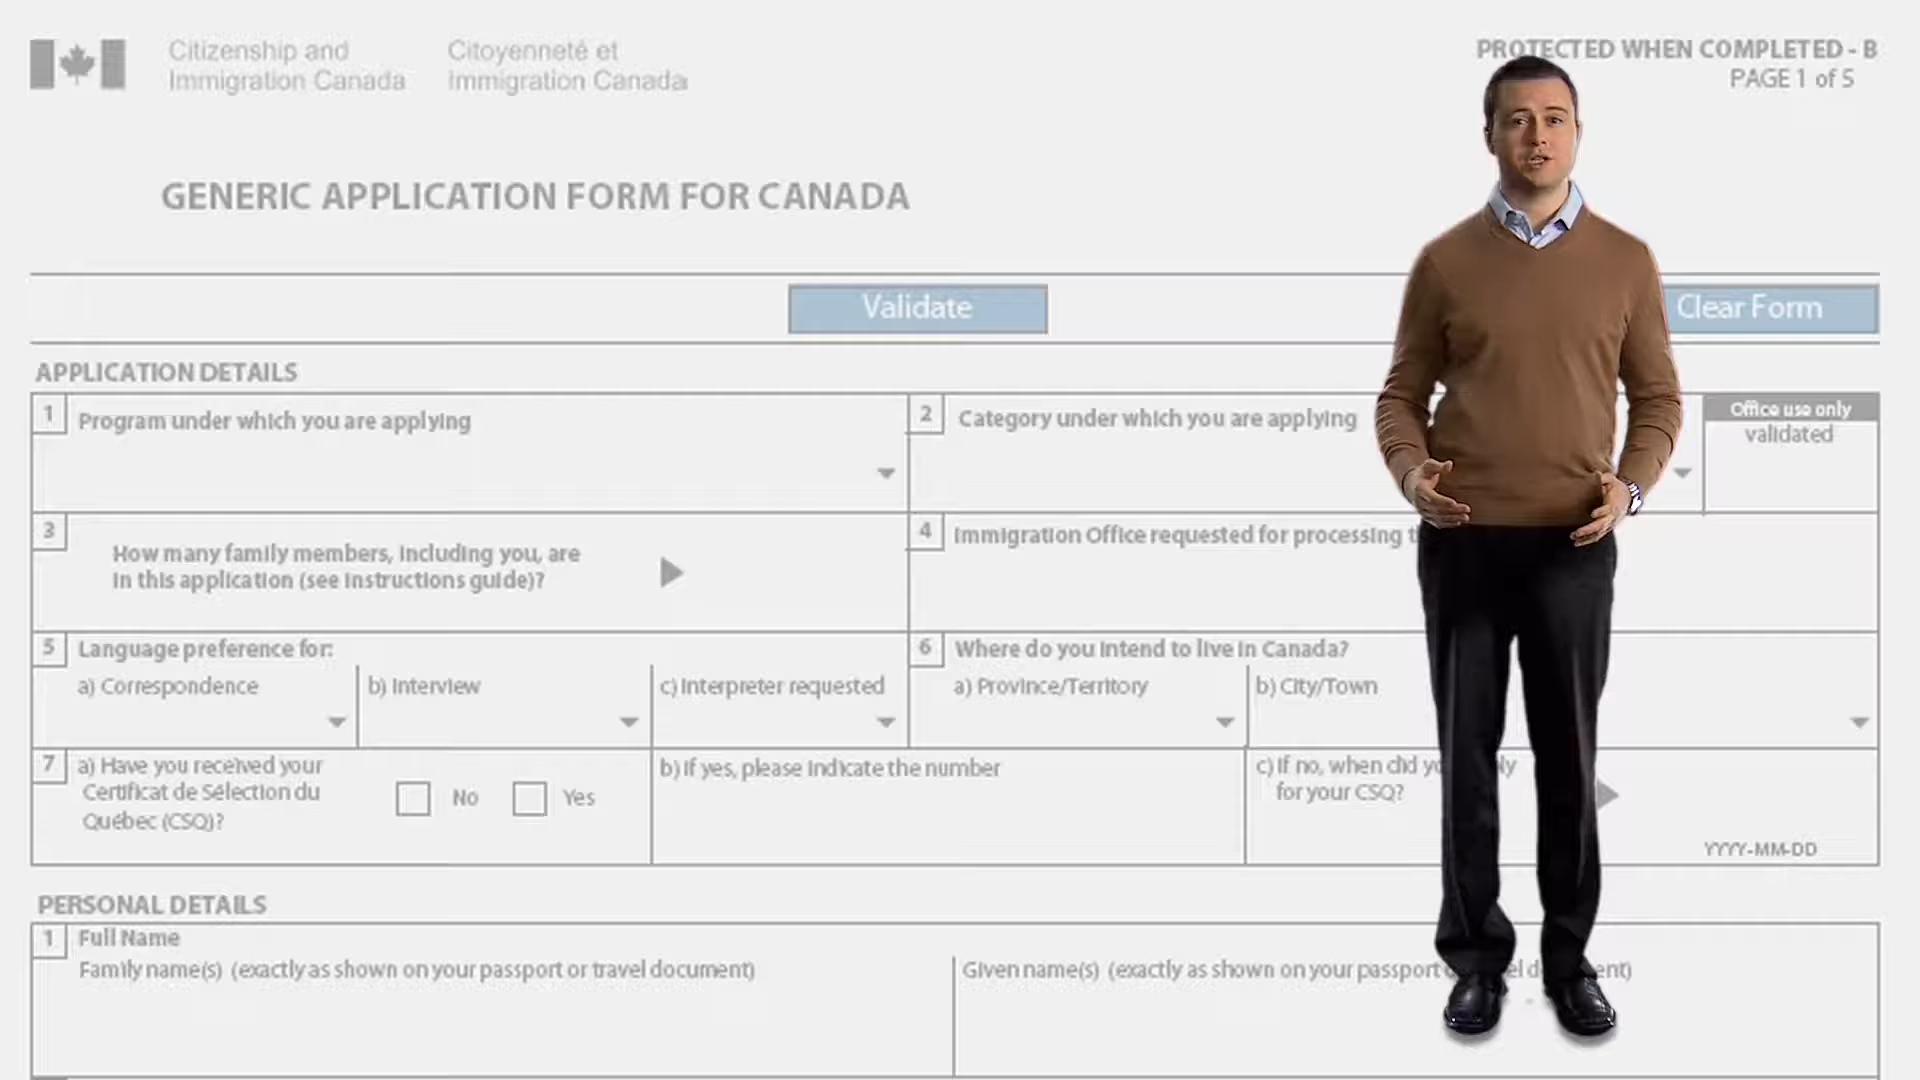 Citizenship and
Immigration Canada
Citoyenneté et
Immigration Canada
PROTECTED WHEN COMPLETED - B
PAGE 1 of 5
GENERIC APPLICATION FORM FOR CANADA
Validate
Clear Form
APPLICATION DETAILS
1 Program under which you are applying
2 Category under which you are applying
Office use only
validated
3 How many family members, including you, are
in this application (see instructions guide)?
4 Immigration Office requested for processing
5 Language preference for:
a) Correspondence
b) Interview
c) Interpreter requested
6 Where do you intend to live in Canada?
a) Province/Territory
b) City/Town
7 a) Have you received your
Certificat de Sélection du
Québec (CSQ)?
No
Yes
b) If yes, please indicate the number
c) If no, when did
for your CSQ?
YYYY-MM-DD
PERSONAL DETAILS
1 Full Name
Family name(s) (exactly as shown on your passport or travel document)
Given name(s) (exactly as shown on your passport